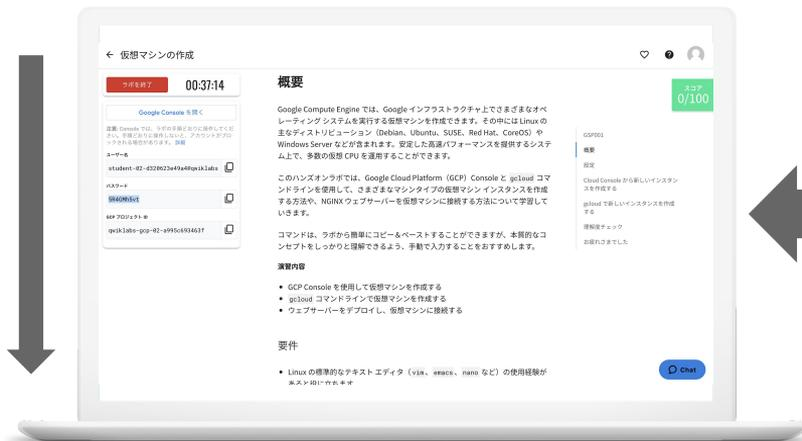 仮想マシンの作成
ラボを終了
00:37:14
Google Console を開く
注意: Console では、ラボの手順どおりに操作してくだ
さい。手順どおりに操作しないと、アカウントがブロ
ックされる場合があります。詳細
ユーザー名
student-02-d320623e49a4@qwiklabs
パスワード
5R4GMh5vt
GCP プロジェクト ID
qwiklabs-gcp-02-a995c693463f
概要
Google Compute Engine では、Google インフラストラクチャ上でさまざまなオペ
レーティング システムを実行する仮想マシンを作成できます。その中には Linux の
主なディストリビューション（Debian、Ubuntu、SUSE、Red Hat、CoreOS）や
Windows Server などが含まれます。安定した高速パフォーマンスを提供するシステ
ム上で、多数の仮想 CPU を運用することができます。
このハンズオンラボでは、Google Cloud Platform（GCP）Console と gcloud コマ
ンドラインを使用して、さまざまなマシンタイプの仮想マシン インスタンスを作成
する方法や、NGINX ウェブサーバーを仮想マシンに接続する方法について学習して
いきます。
コマンドは、ラボから簡単にコピー＆ペーストすることができますが、本質的なコ
ンセプトをしっかりと理解できるよう、手動で入力することをおすすめします。
演習内容
• GCP Console を使用して仮想マシンを作成する
• gcloud コマンドラインで仮想マシンを作成する
• ウェブサーバーをデプロイし、仮想マシンに接続する
要件
• Linux の標準的なテキスト エディタ（vim、emacs、nano など）の使用経験が
あると役に立ちます
スコア
0/100
GSP001
概要
設定
Cloud Console から新しいインスタン
スを作成する
gcloud で新しいインスタンスを作成
する
理解度チェック
お疲れさまでした
Chat